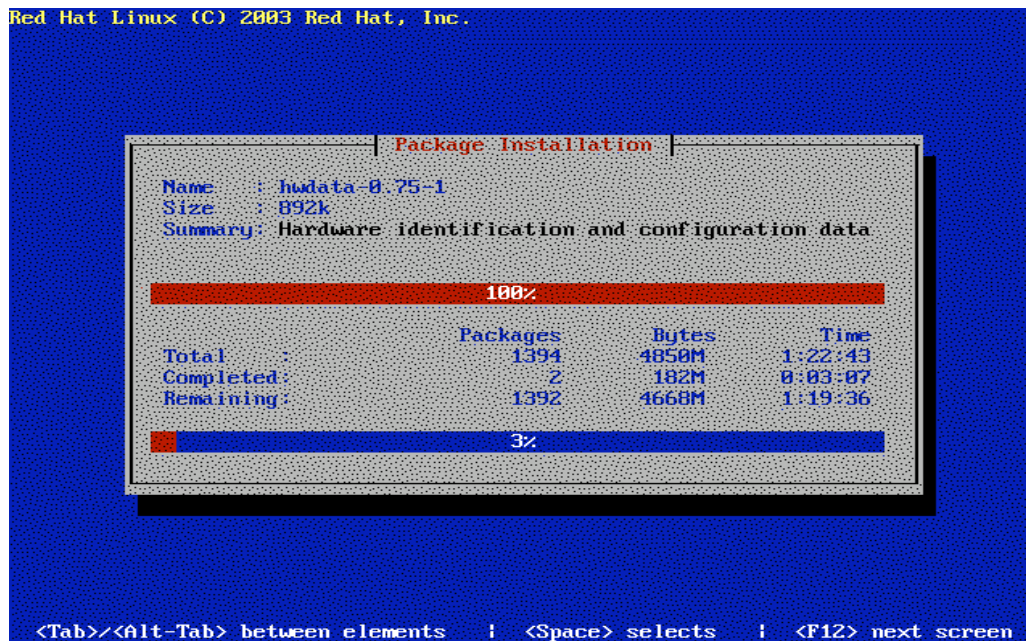 Red Hat Linux (C) 2003 Red Hat, Inc.
Package Installation
Name : hwdata-0.75-1
Size : 892k
Summary: Hardware identification and configuration data
100%
Packages Bytes Time
Total : 1394 4850M 1:22:43
Completed: 2 182M 0:03:07
Remaining: 1392 4668M 1:19:36
3%
<Tab>/<Alt-Tab> between elements | <Space> selects | <F12> next screen